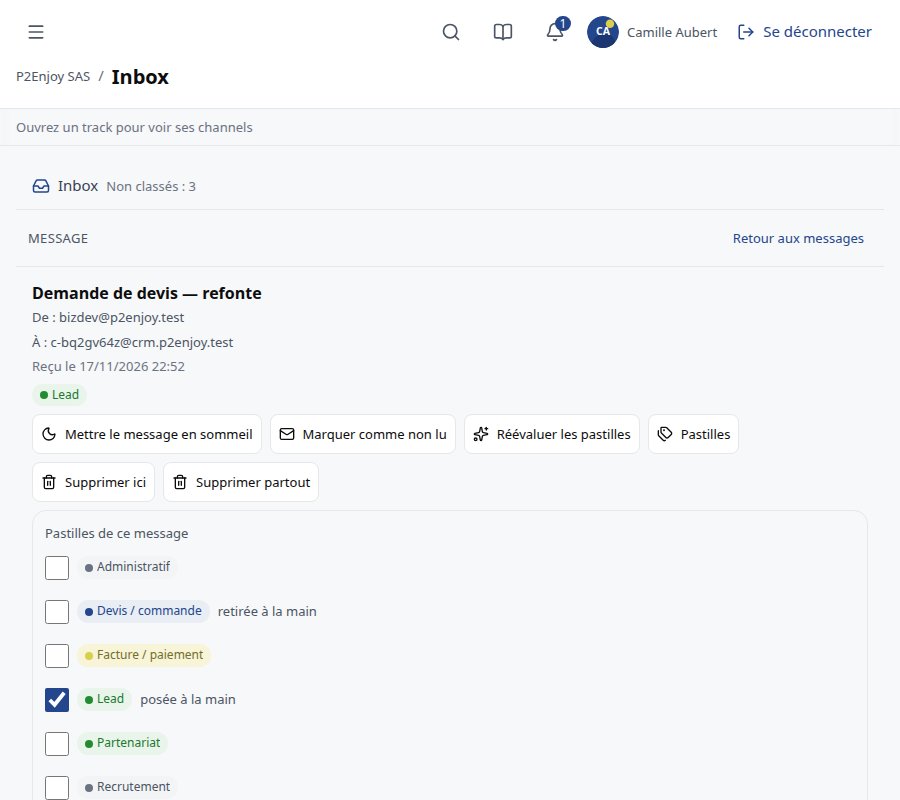 1
CA
Camille Aubert
Se déconnecter
P2Enjoy SAS / Inbox
Ouvrez un track pour voir ses channels
Inbox Non classés : 3
MESSAGE
Retour aux messages
Demande de devis — refonte
De : bizdev@p2enjoy.test
À : c-bq2gv64z@crm.p2enjoy.test
Reçu le 17/11/2026 22:52
Lead
Mettre le message en sommeil
Marquer comme non lu
Réévaluer les pastilles
Pastilles
Supprimer ici
Supprimer partout
Pastilles de ce message
Administratif
Devis / commande retirée à la main
Facture / paiement
Lead posée à la main
Partenariat
Recrutement